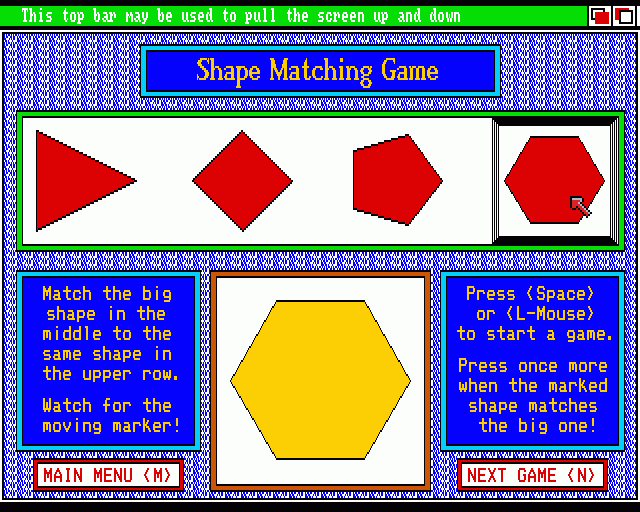 This top bar may be used to pull the screen up and down
Shape Matching Game
Match the big
shape in the
middle to the
same shape in
the upper row.
Watch for the
moving marker!
Press <Space>
or <L-Mouse>
to start a game.
Press once more
when the marked
shape matches
the big one!
MAIN MENU <M>
NEXT GAME <N>